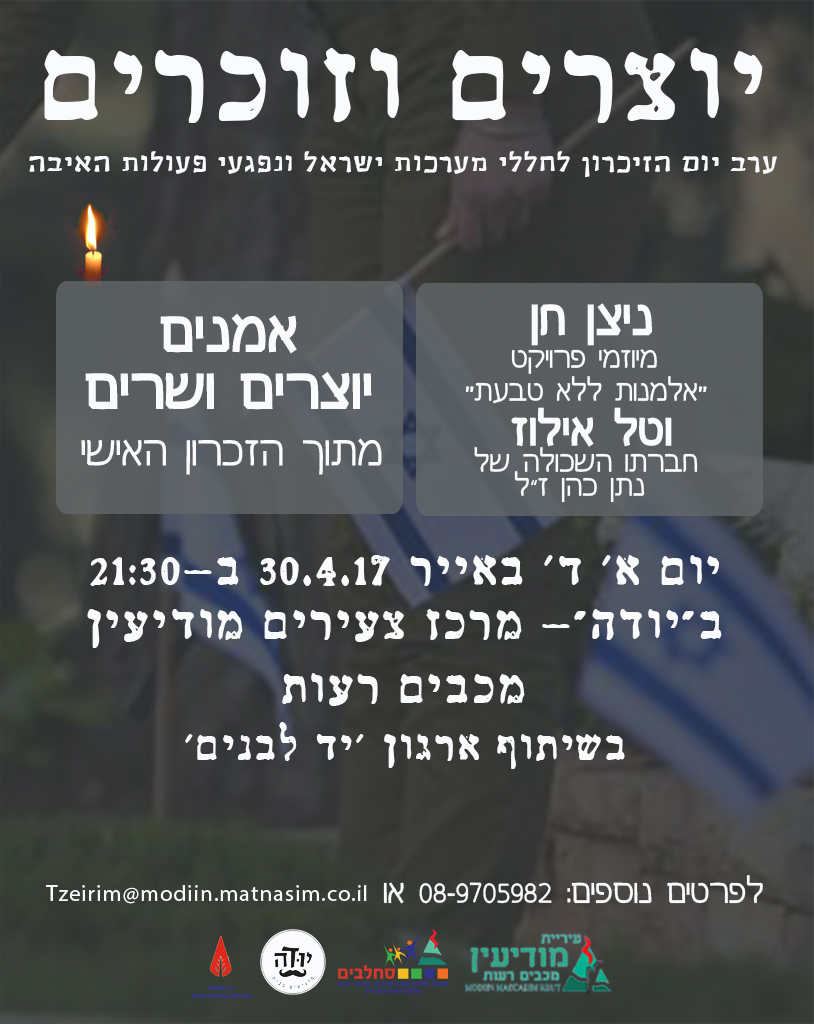 יוצרים וזוכרים
ערב יום הזיכרון לחללי מערכות ישראל ונפגעי פעולות האיבה
ניצן חן
מיוזמי פרויקט
"אלמנות ללא טבעת"
וטל אילוז
חברתו השכולה של
נתן כהן ז"ל
אמנים
יוצרים ושרים
מתוך הזכרון האישי
יום א' ד' באייר 30.4.17 ב–21:30
ב"יודה"– מרכז צעירים מודיעין
מכבים רעות
בשיתוף ארגון 'יד לבנים'
לפרטים נוספים: 08-9705982 או Tzeirim@modiin.matnasim.co.il
עיריית
מודיעין
מכבים רעות
MODIIN MACCABIM REUT
סחלבים
יודה